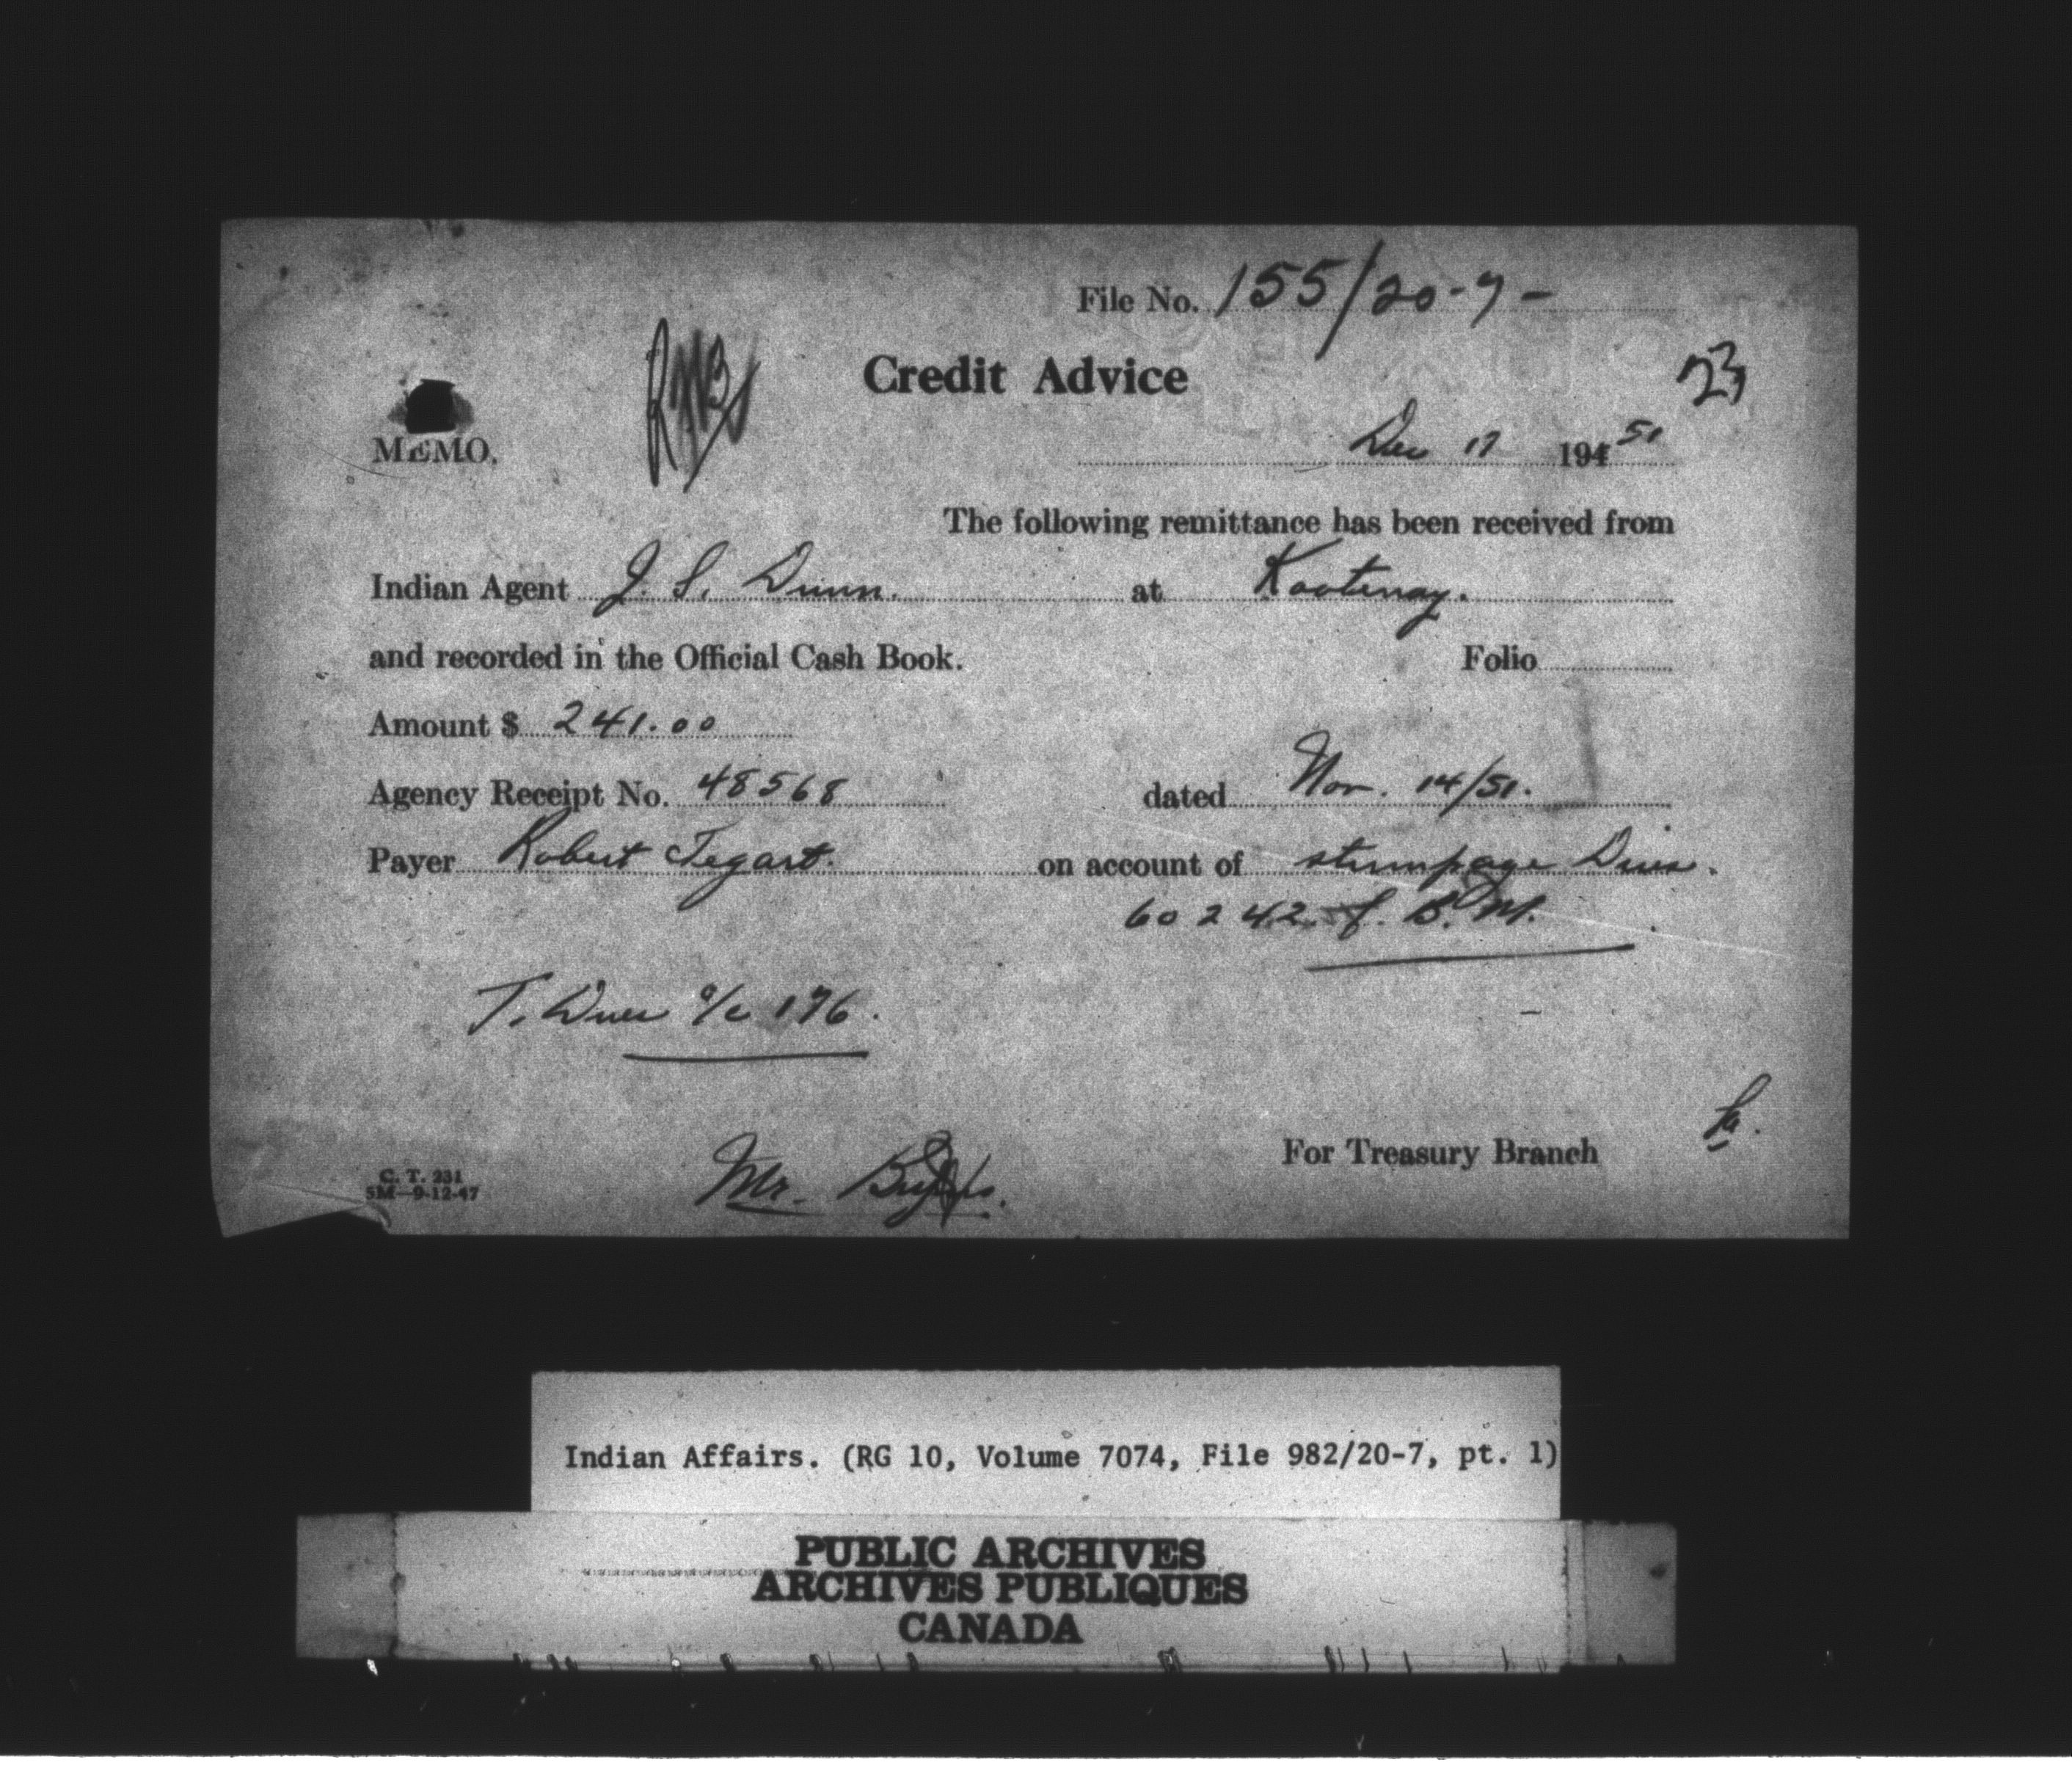 File No. 155/20-7-
23
Credit Advice
MEMO.
Dec 17 194 51
The following remittance has been received from
Indian Agent J. S. Dunn. at Kootenay.
and recorded in the Official Cash Book. Folio
Amount $ 241.00
Agency Receipt No. 48568 dated Nov. 14/51.
Payer Robert Tegart. on account of stumpage Dues.
60242 f. B. M.
T. Dues a/c 176.
For Treasury Branch
Mr.
C. T. 231
5M-9-12-47
Indian Affairs. (RG 10, Volume 7074, File 982/20-7, pt. 1)
PUBLIC ARCHIVES
ARCHIVES PUBLIQUES
CANADA